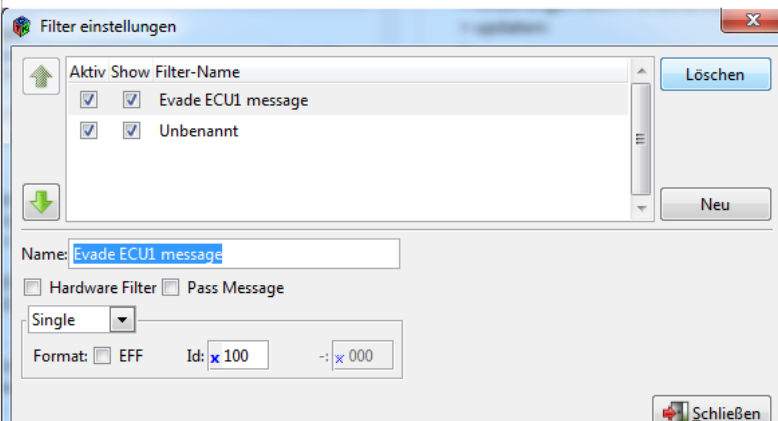 Filter einstellungen
Aktiv Show Filter-Name
Löschen
Evade ECU1 message
Unbenannt
Neu
Name: Evade ECU1 message
Hardware Filter Pass Message
Single
Format: EFF Id: x 100 -: x 000
Schließen